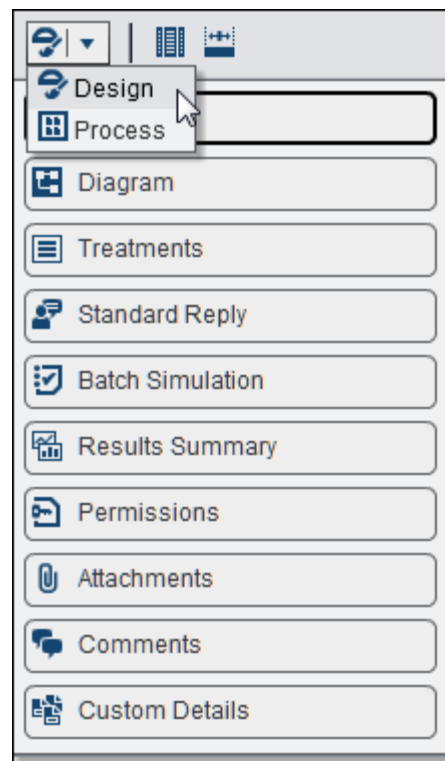 Design
Process
Diagram
Treatments
Standard Reply
Batch Simulation
Results Summary
Permissions
Attachments
Comments
Custom Details